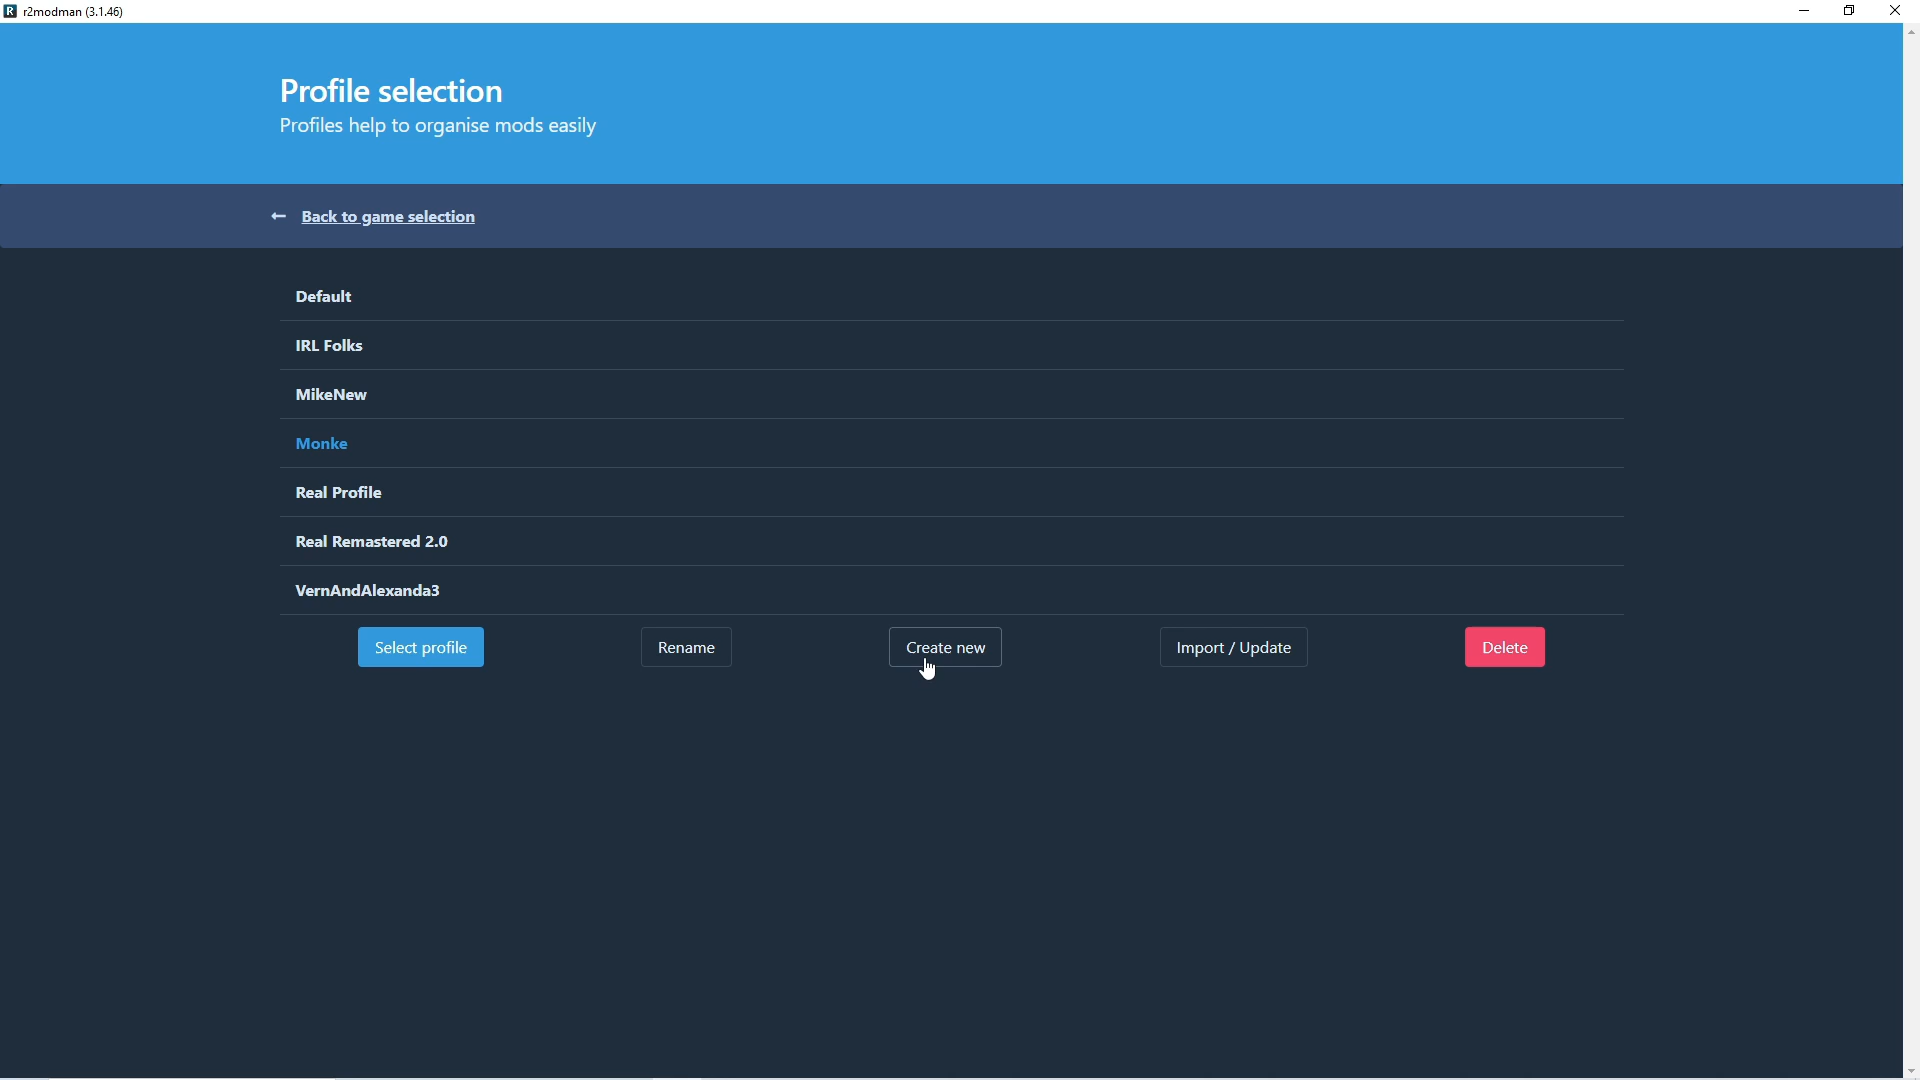 R r2modman (3.1.46)
Profile selection
Profiles help to organise mods easily
Back to game selection
Default
IRL Folks
MikeNew
Monke
Real Profile
Real Remastered 2.0
VernAndAlexanda3
Select profile Rename Create new Import / Update Delete